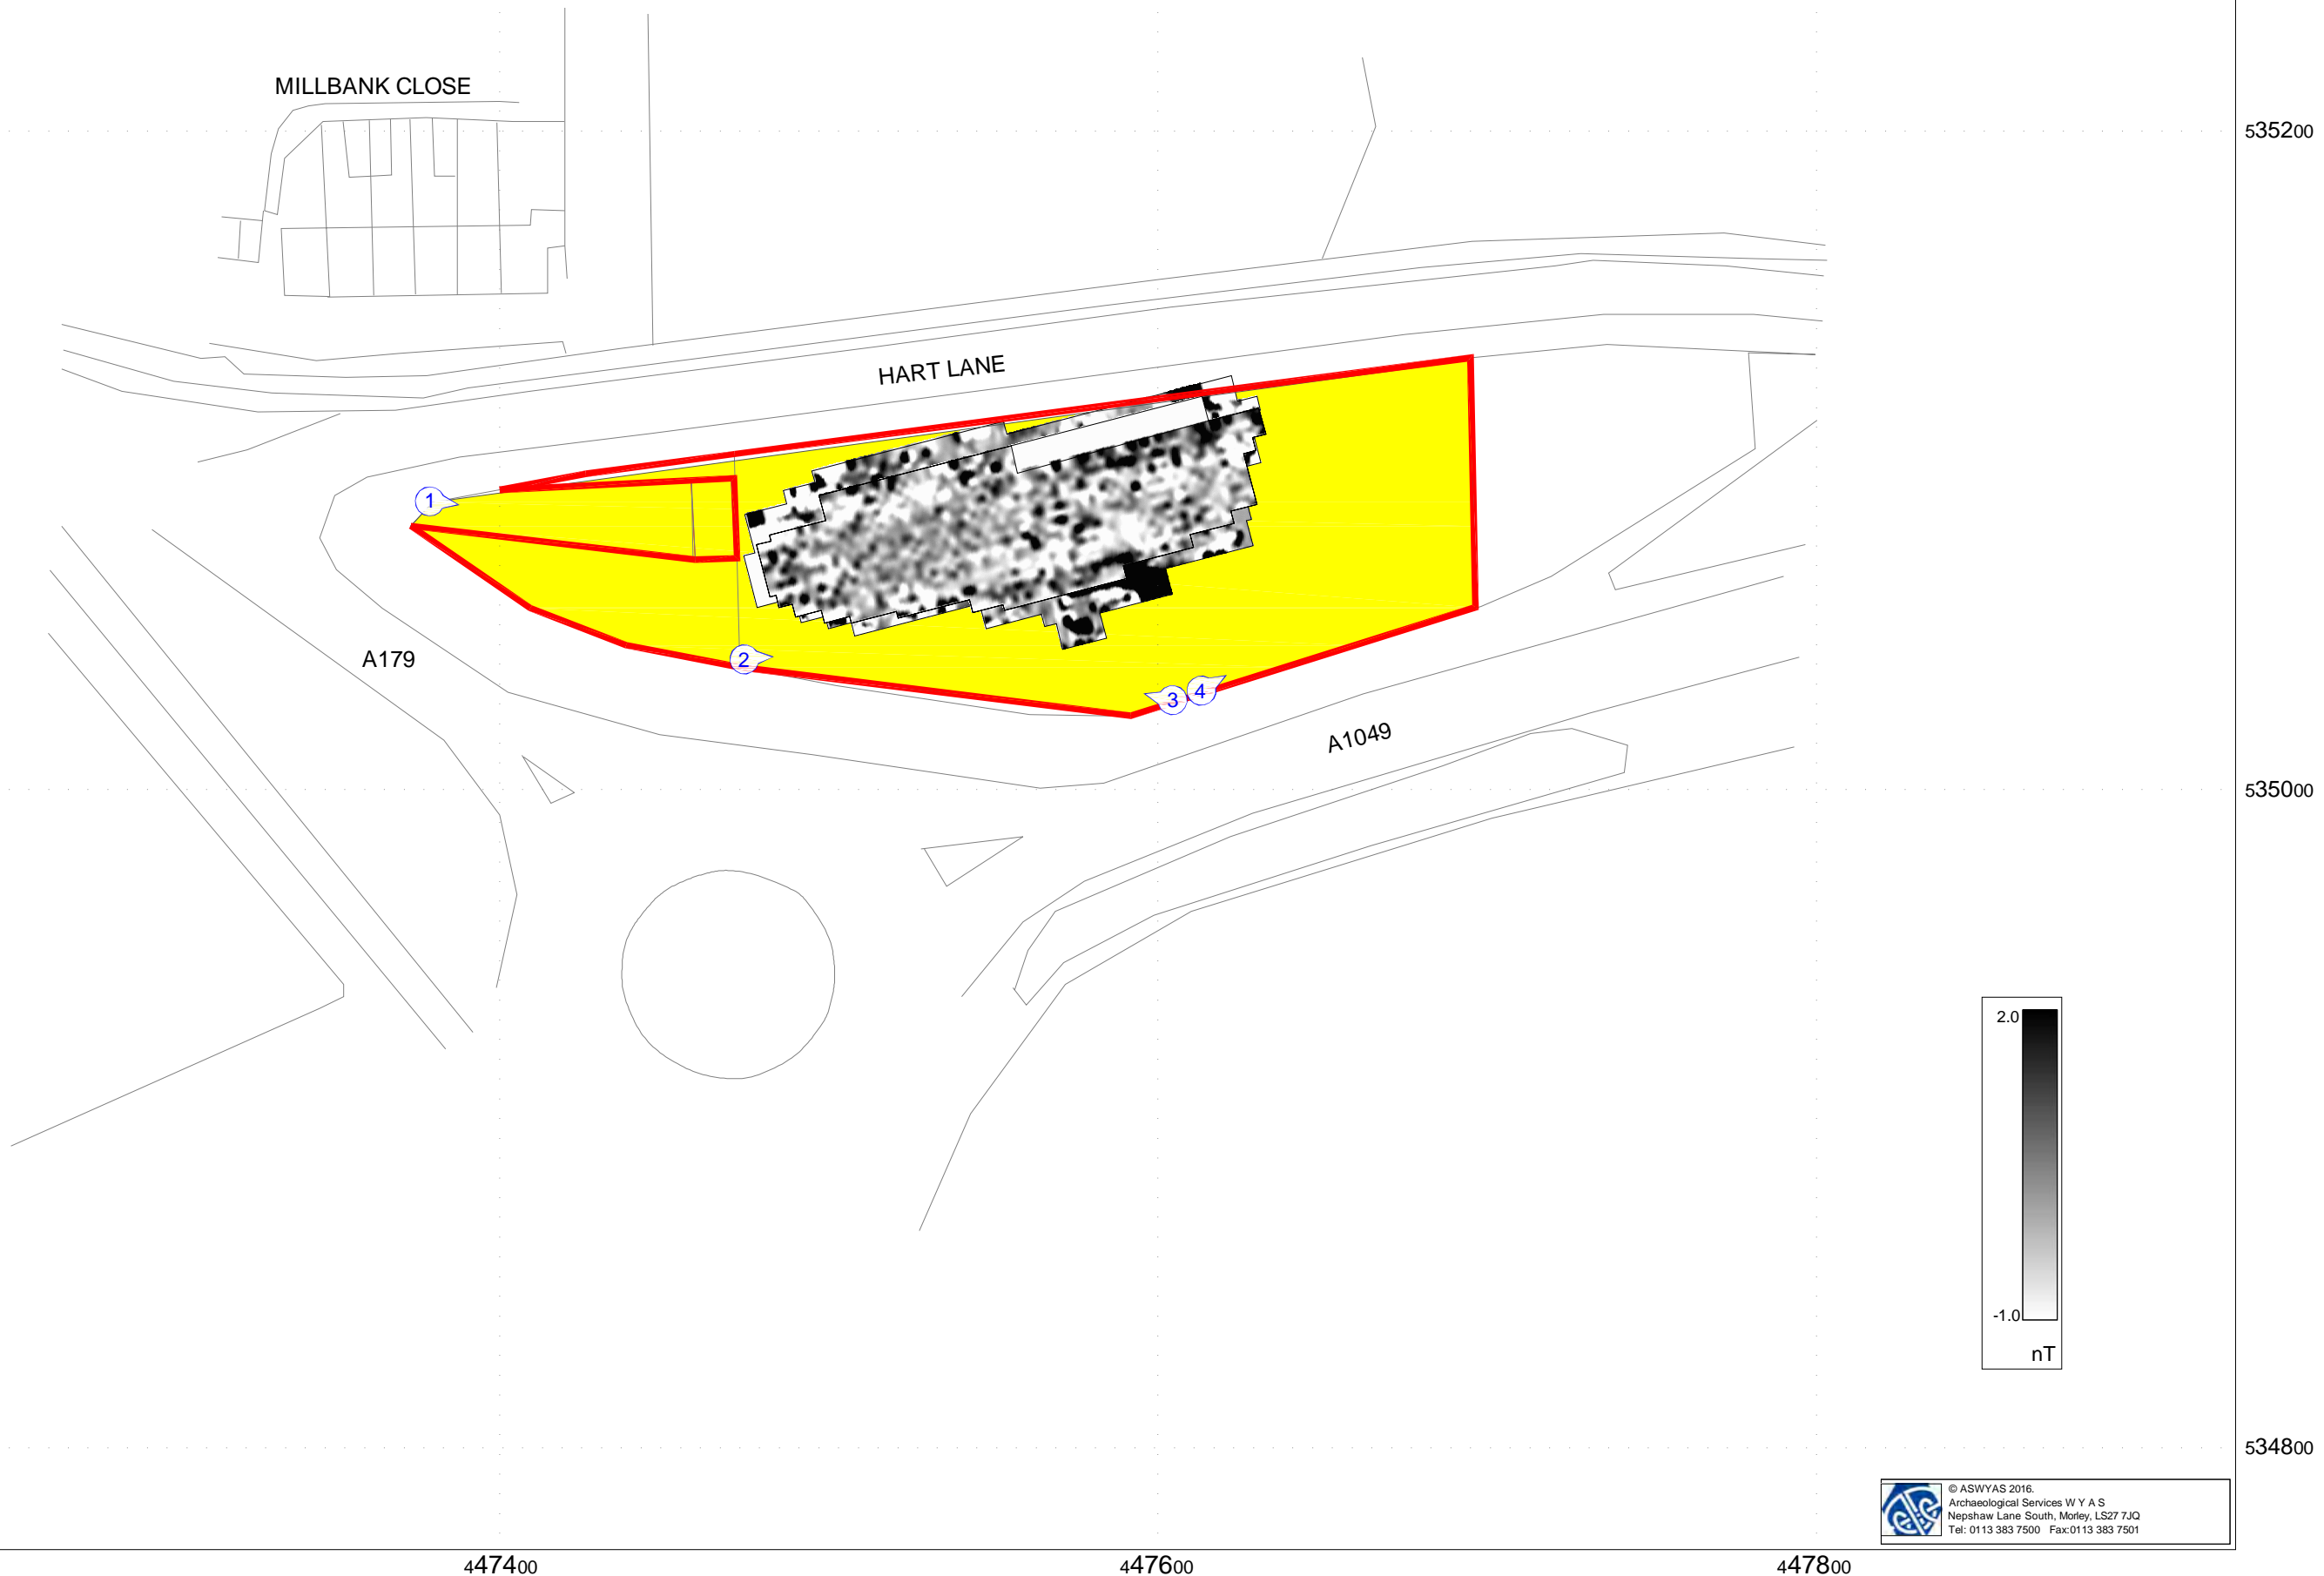 MILLBANK CLOSE
535200
HART LANE
1
A179
2
3
4
A1049
535000
2.0
-1.0
nT
534800
© ASWYAS 2016.
Archaeological Services W Y A S
Nepshaw Lane South, Morley, LS27 7JQ
Tel: 0113 383 7500 Fax:0113 383 7501
447400
447600
447800